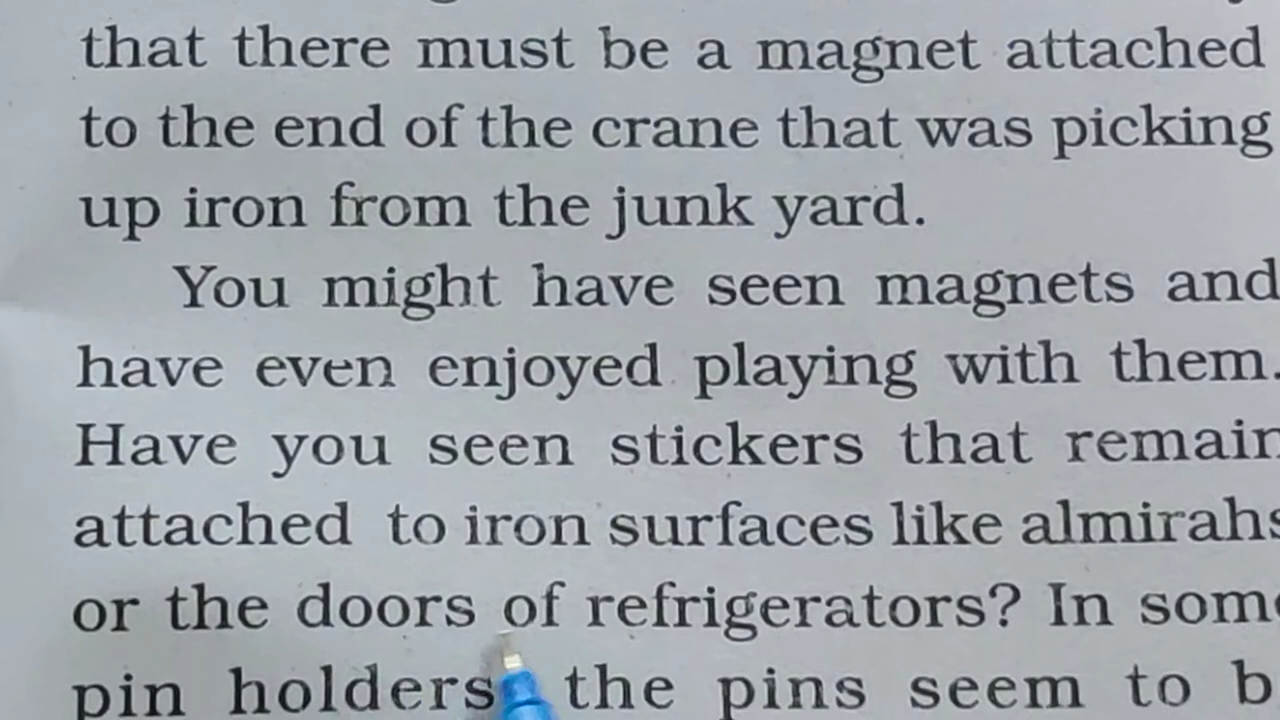 that there must be a magnet attached
to the end of the crane that was picking
up iron from the junk yard.
You might have seen magnets and
have even enjoyed playing with them.
Have you seen stickers that remain
attached to iron surfaces like almirahs
or the doors of refrigerators? In some
pin holders the pins seem to b